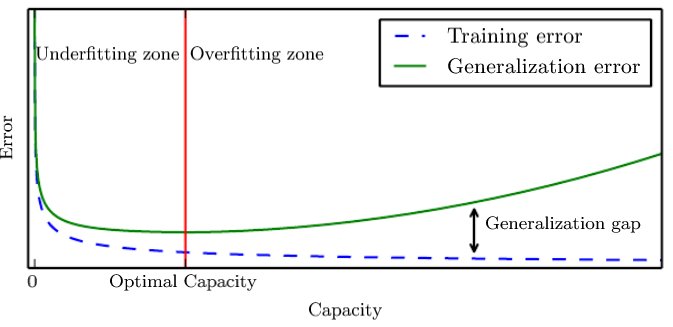 Training error
Underfitting zone Overfitting zone
Generalization error
Error
Generalization gap
0
Optimal Capacity
Capacity